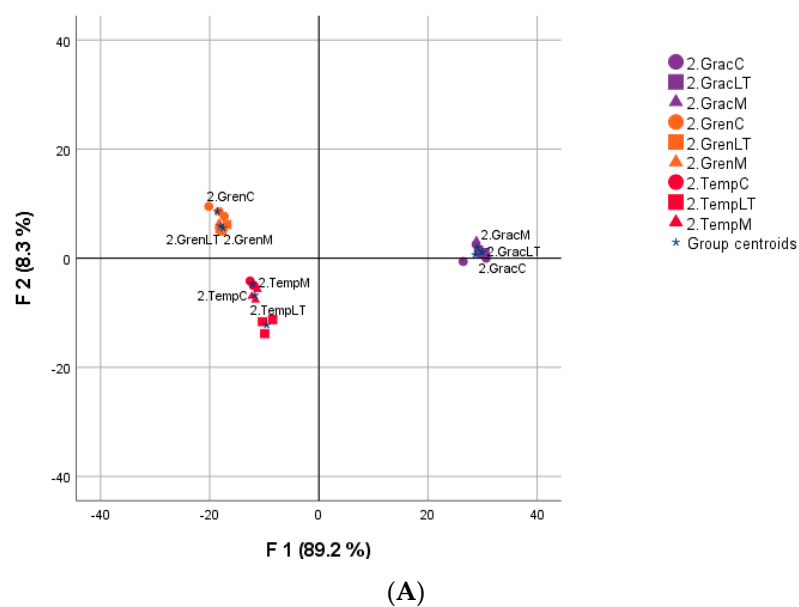 40
20
0
-20
-40
-40
-20
0
20
40
F 2 (8.3 %)
F 1 (89.2 %)
2.GrenC
2.GrenLT 2.GrenM
2.TempM
2.TempC
2.TempLT
2.GracM
2.GracLT
2.GracC
2.GracC
2.GracLT
2.GracM
2.GrenC
2.GrenLT
2.GrenM
2.TempC
2.TempLT
2.TempM
Group centroids
(A)